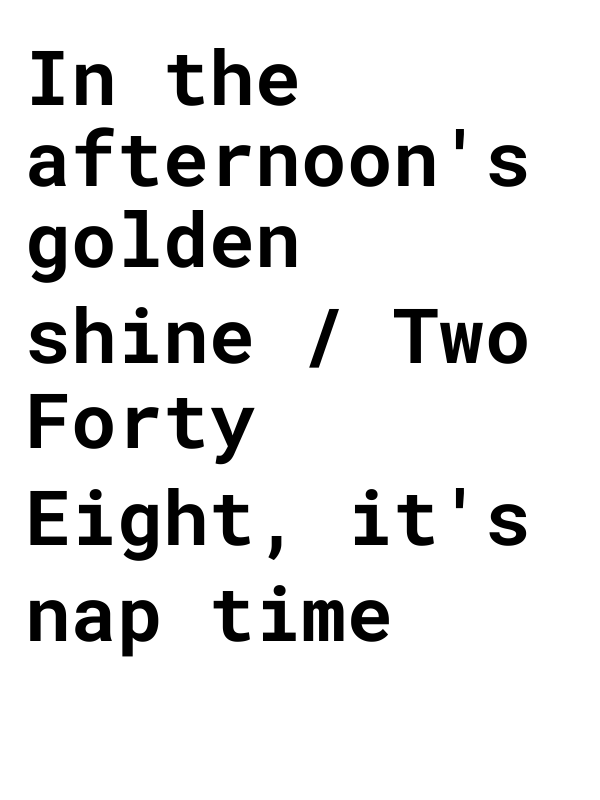 In the
afternoon's
golden
shine / Two
Forty
Eight, it's
nap time